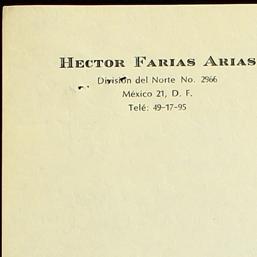 HECTOR FARIAS ARIAS
División del Norte No. 2966
México 21, D. F.
Telé: 49-17-95